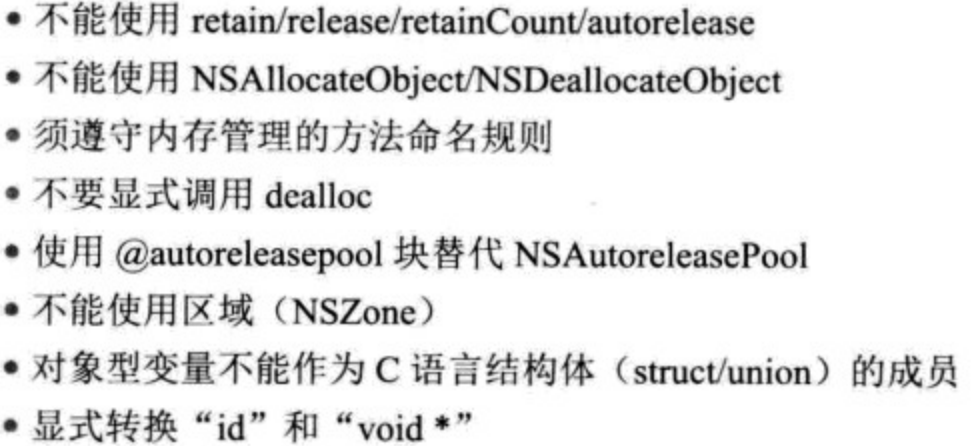 • 不能使用 retain/release/retainCount/autorelease
• 不能使用 NSAllocateObject/NSDeallocateObject
• 须遵守内存管理的方法命名规则
• 不要显式调用 dealloc
• 使用 @autoreleasepool 块替代 NSAutoreleasePool
• 不能使用区域（NSZone）
• 对象型变量不能作为 C 语言结构体（struct/union）的成员
• 显式转换“id”和“void *”